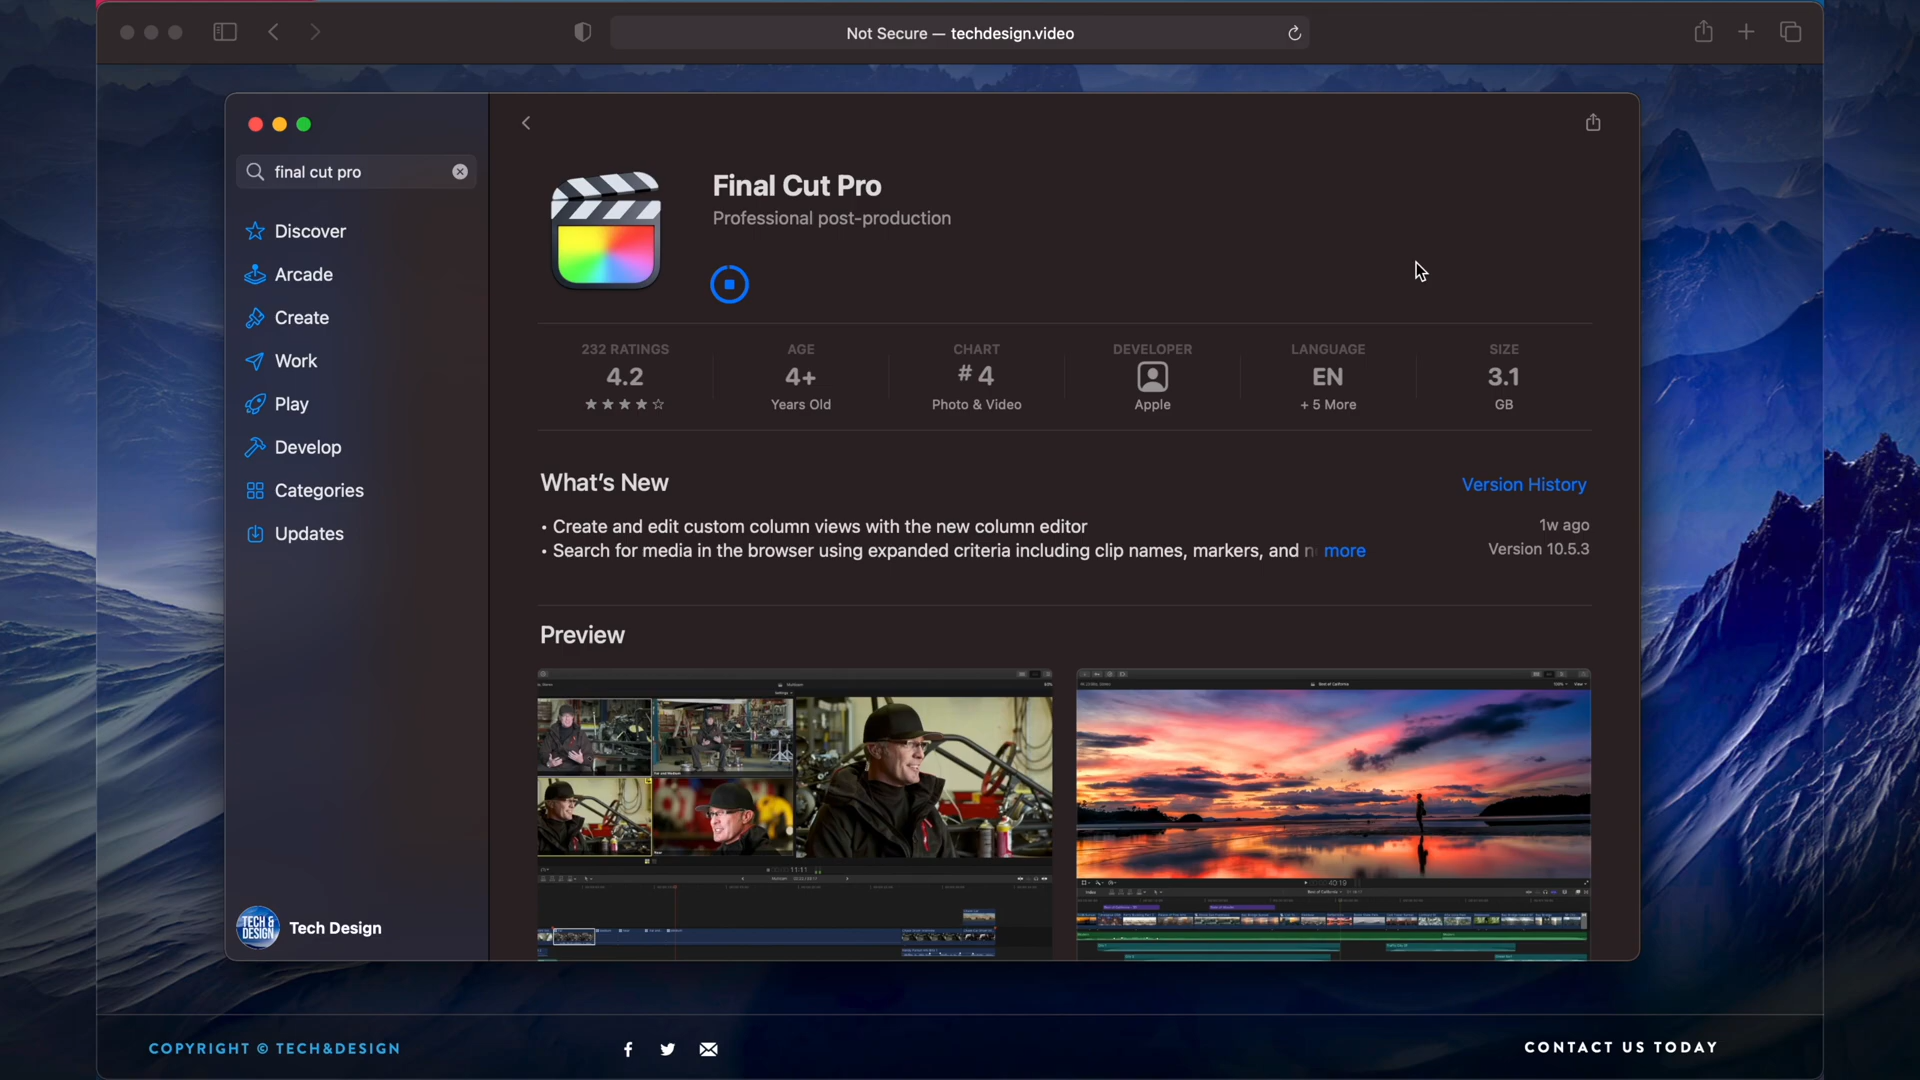 Not Secure — techdesign.video
final cut pro
Discover
Arcade
Create
Work
Play
Develop
Categories
Updates
TECH &
DESIGN
Tech Design
Final Cut Pro
Professional post-production
232 RATINGS
4.2
★★★★☆
AGE
4+
Years Old
CHART
#4
Photo & Video
DEVELOPER
Apple
LANGUAGE
EN
+ 5 More
SIZE
3.1
GB
What's New
Version History
• Create and edit custom column views with the new column editor
1w ago
• Search for media in the browser using expanded criteria including clip names, markers, and
more
Version 10.5.3
Preview
COPYRIGHT © TECH&DESIGN
CONTACT US TODAY